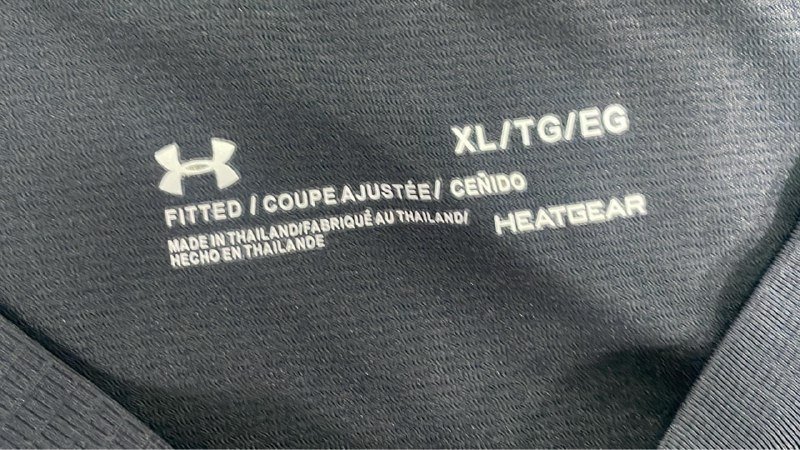 XL/TG/EG
FITTED / COUPE AJUSTÉE / CEÑIDO
HEATGEAR
MADE IN THAILAND/FABRIQUÉ AU THAILAND/
HECHO EN THAILANDE